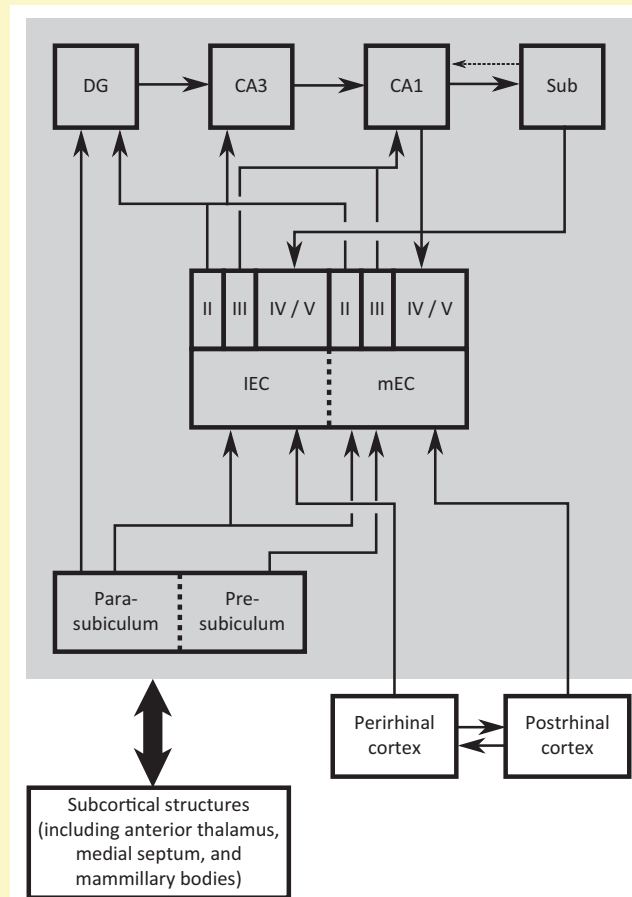 DG
CA3
CA1
Sub
II
III
IV / V
II
III
IV / V
lEC
mEC
Para-
subiculum
Pre-
subiculum
Perirhinal
cortex
Postrhinal
cortex
Subcortical structures
(including anterior thalamus,
medial septum, and
mammillary bodies)